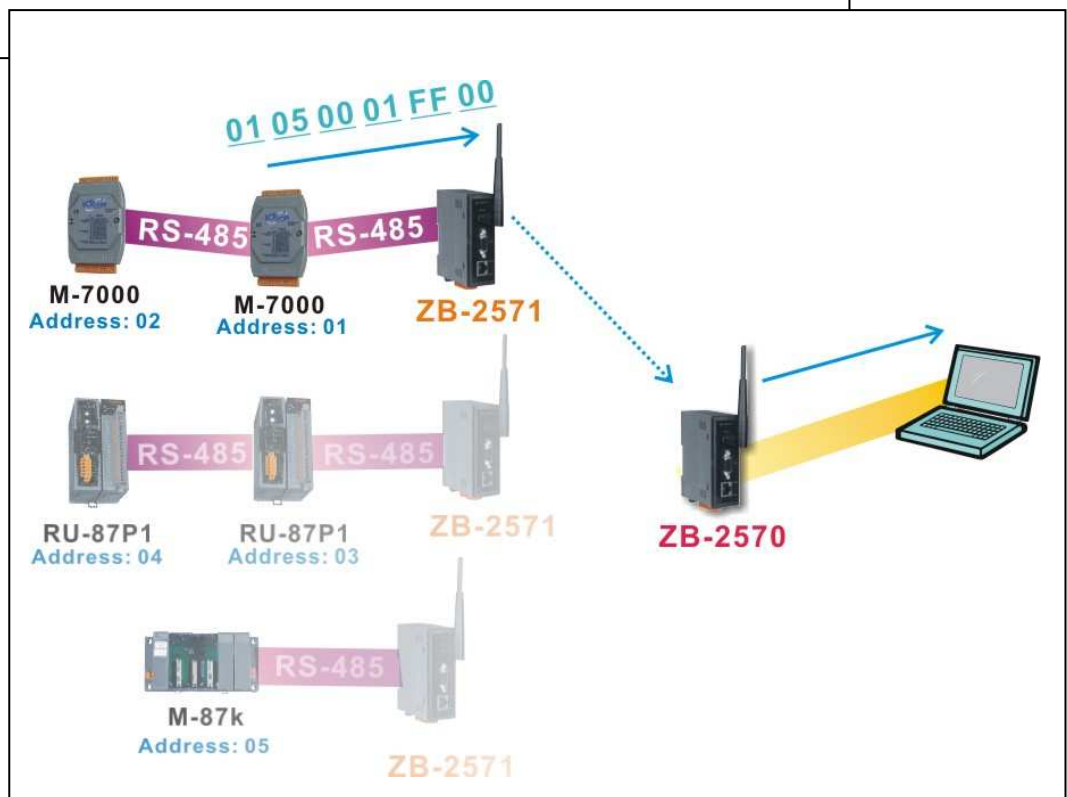 01 05 00 01 FF 00
RS-485 RS-485
M-7000
Address: 02
M-7000
Address: 01
ZB-2571
RS-485 RS-485
RU-87P1
Address: 04
RU-87P1
Address: 03
ZB-2571
ZB-2570
RS-485
M-87k
Address: 05
ZB-2571